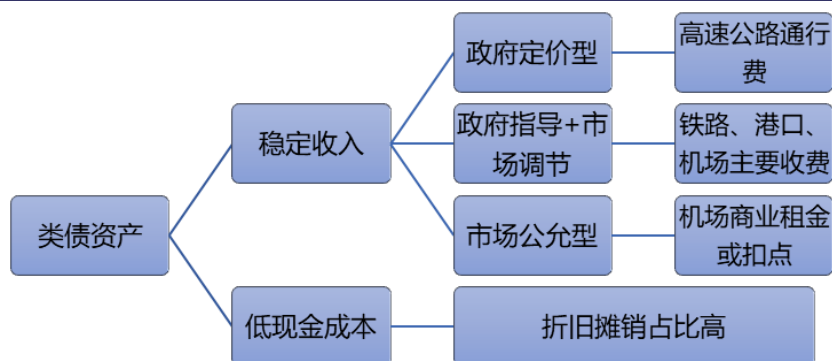 政府定价型
高速公路通行
费
稳定收入
政府指导+市
场调节
铁路、港口、
机场主要收费
类债资产
市场公允型
机场商业租金
或扣点
低现金成本
折旧摊销占比高